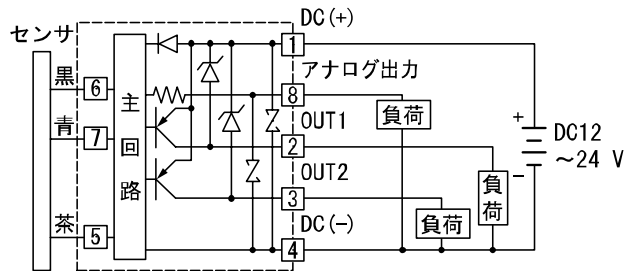 センサ
黒
青
茶
6
7
5
主回路
DC(+)
1
アナログ出力
8
OUT1
2
OUT2
3
DC(−)
4
負荷
負荷
負荷
+
−
DC12
～24 V